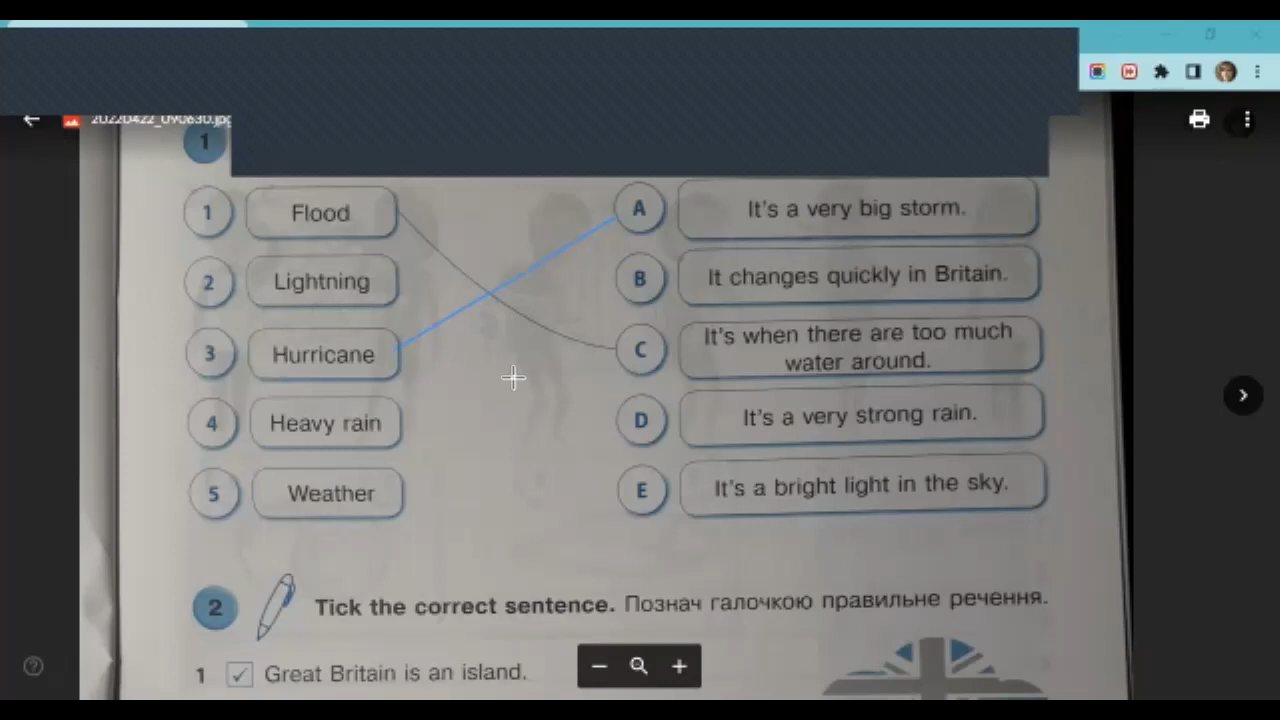 20220422_090630.jpg
1
1 Flood A It's a very big storm.
2 Lightning B It changes quickly in Britain.
3 Hurricane C It's when there are too much
water around.
4 Heavy rain D It's a very strong rain.
5 Weather E It's a bright light in the sky.
2 Tick the correct sentence. Познач галочкою правильне речення.
1 ✓ Great Britain is an island.